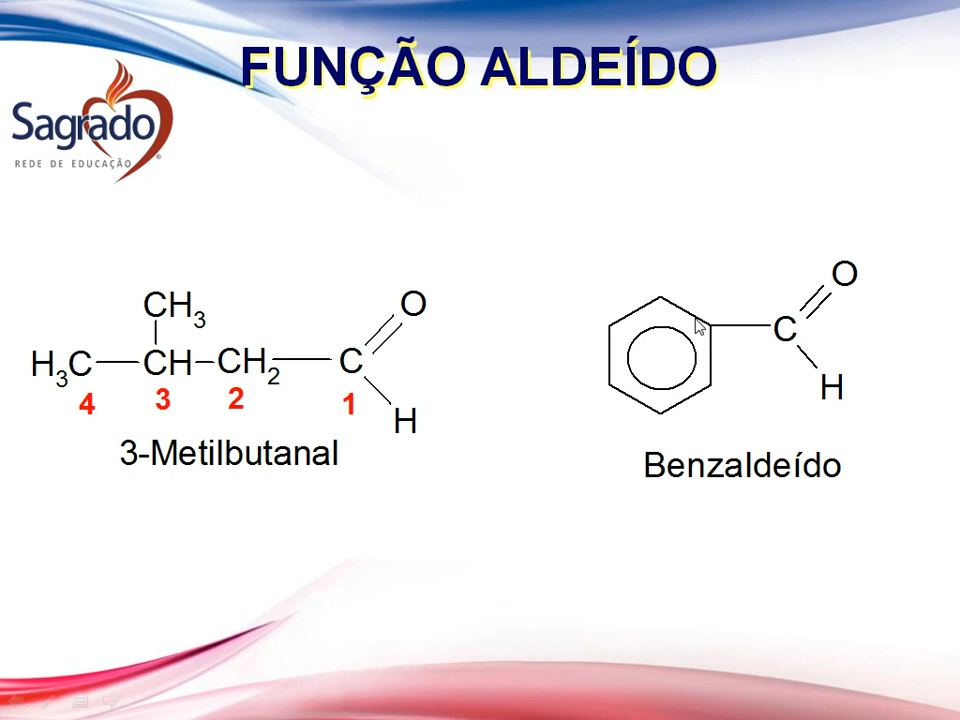 FUNÇÃO ALDEÍDO
Sagrado
REDE DE EDUCAÇÃO
®
CH3
O
H3C CH CH2 C
4 3 2 1
H
3-Metilbutanal
O
C
H
Benzaldeído